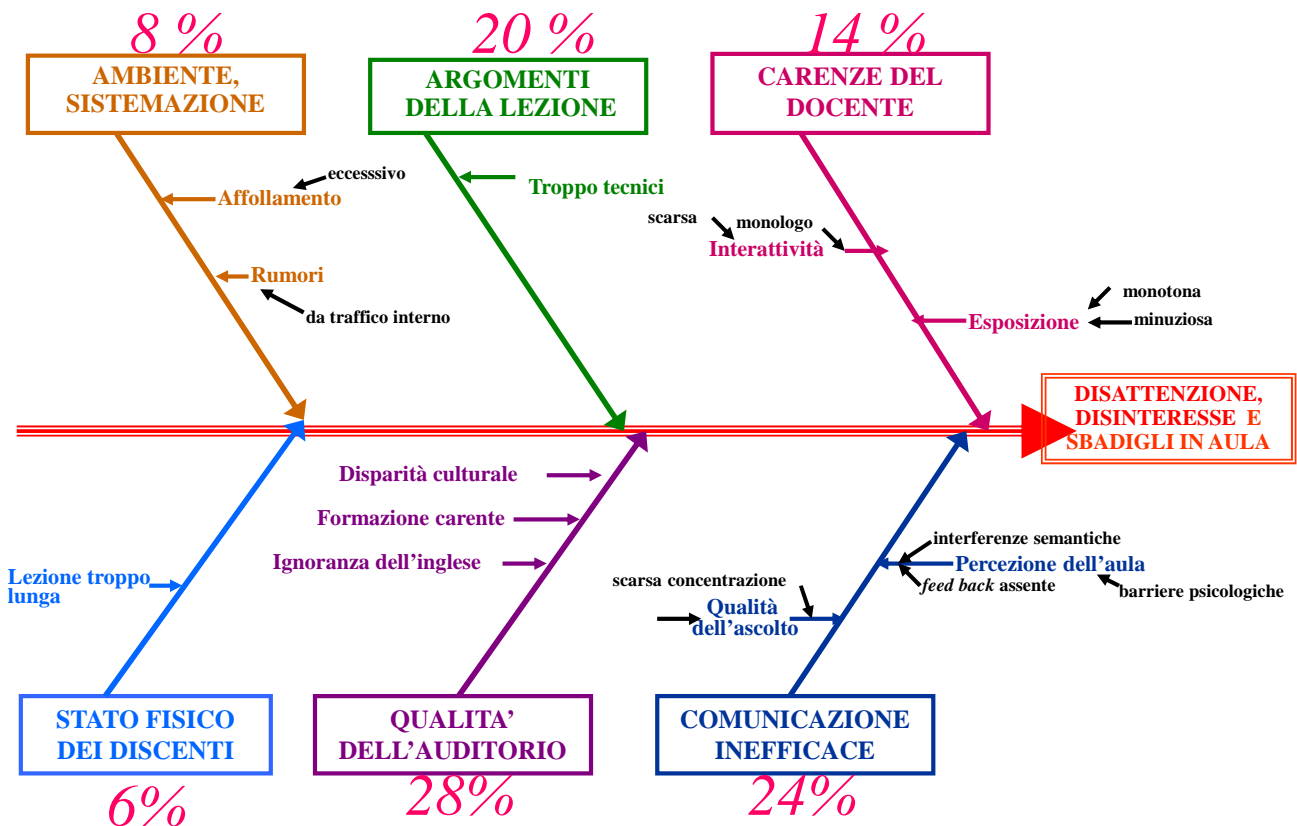 8 %
20 %
14 %
AMBIENTE,
SISTEMAZIONE
ARGOMENTI
DELLA LEZIONE
CARENZE DEL
DOCENTE
eccesssivo
Affollamento
Troppo tecnici
scarsa
monologo
Interattività
Rumori
da traffico interno
monotona
Esposizione
minuziosa
DISATTENZIONE,
DISINTERESSE E
SBADIGLI IN AULA
Disparità culturale
Formazione carente
Ignoranza dell’inglese
Lezione troppo
lunga
interferenze semantiche
Percezione dell’aula
feed back assente
barriere psicologiche
scarsa concentrazione
Qualità
dell’ascolto
STATO FISICO
DEI DISCENTI
QUALITA’
DELL’AUDITORIO
COMUNICAZIONE
INEFFICACE
6%
28%
24%